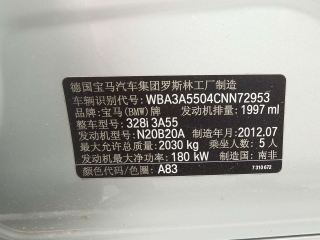 德国宝马汽车集团罗斯林工厂制造
车辆识别代号: WBA3A5504CNN72953
品牌: 宝马(BMW)牌 发动机排量: 1997 ml
整车型号: 328i 3A55
发动机型号: N20B20A 制造年月: 2012.07
最大允许总质量: 2030 kg 乘坐人数: 5 人
发动机最大净功率: 180 kW 制造国: 南非
颜色代码/色圈: A83 7 310 672